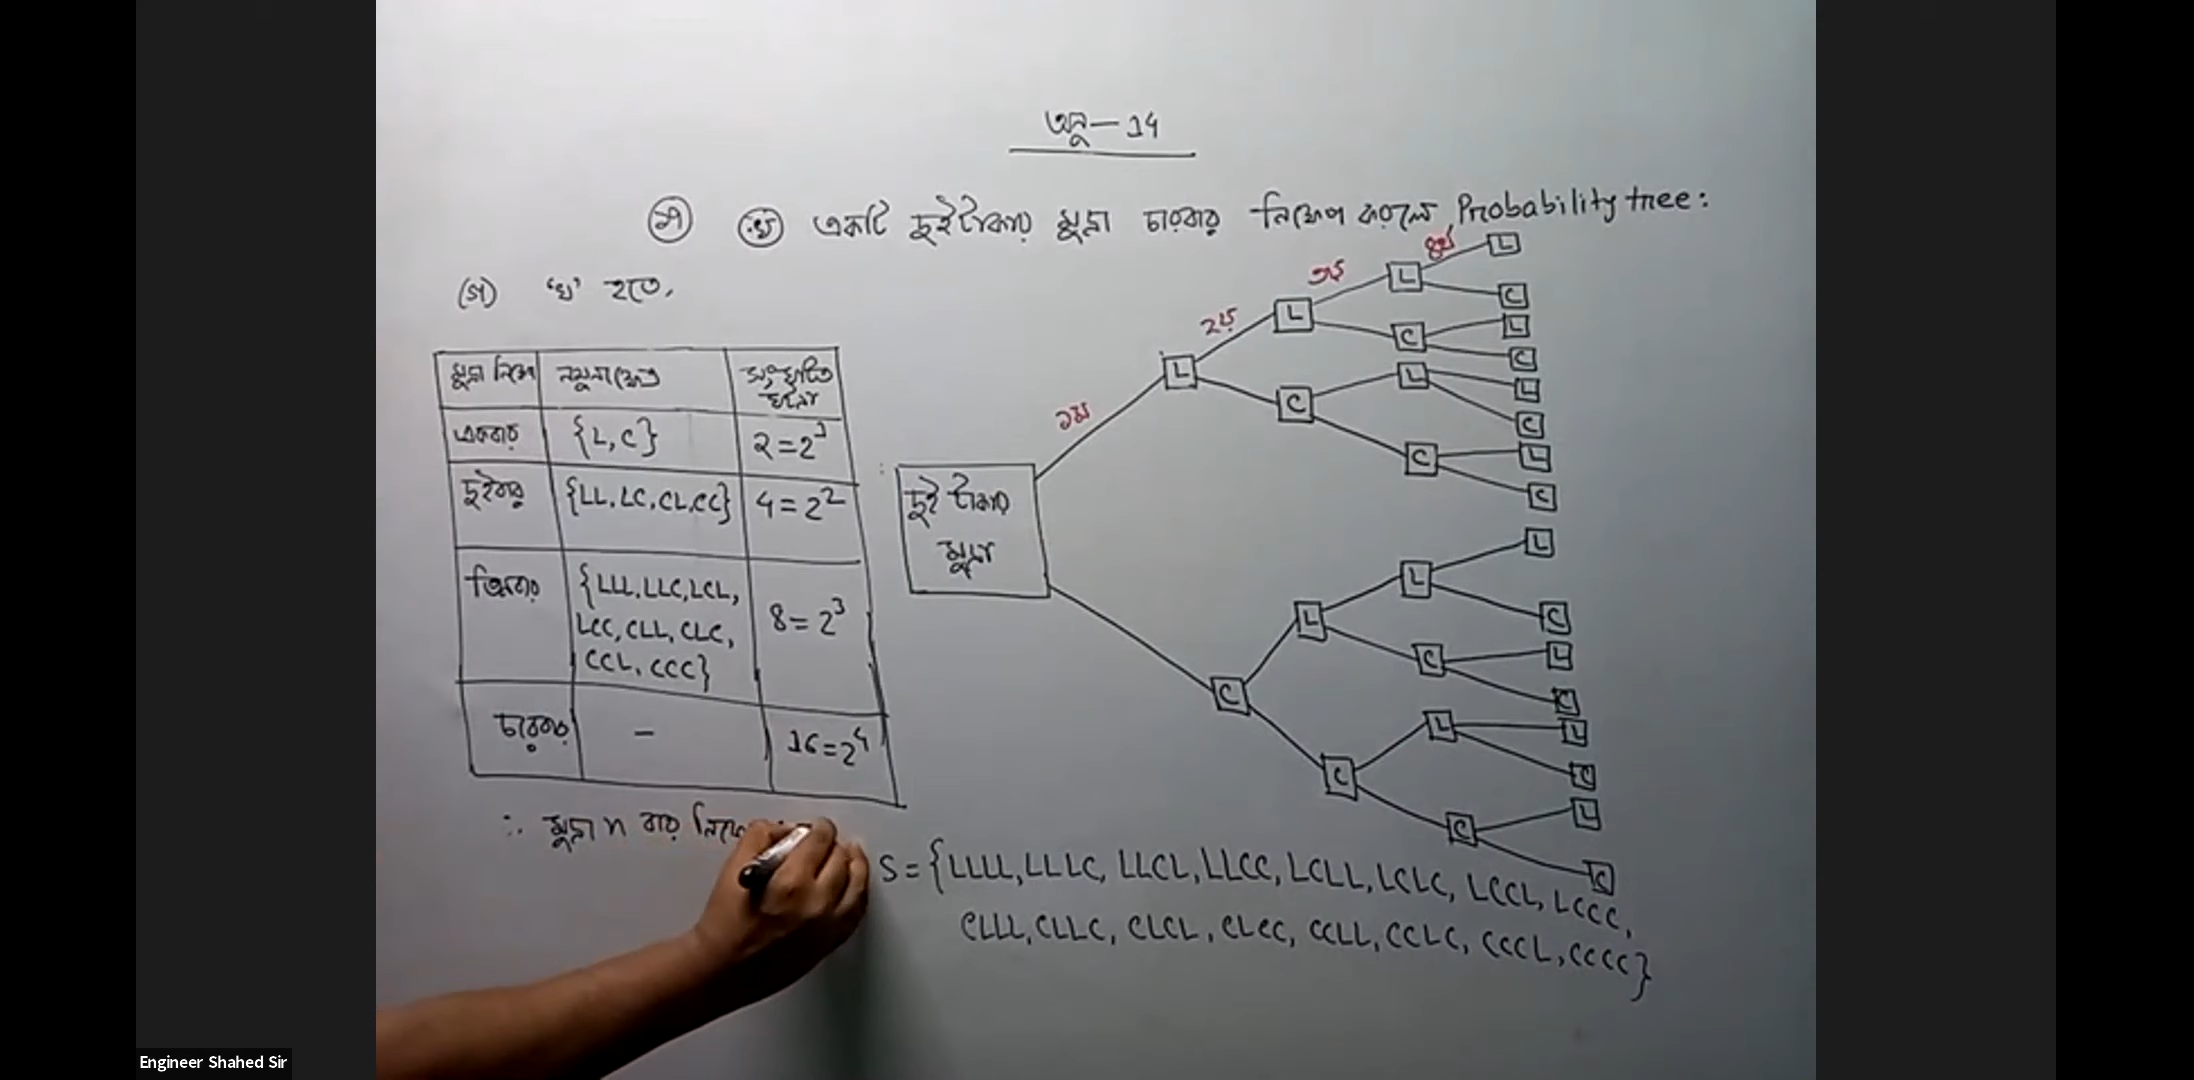 অনু — 14
১৭ খ একটি দুই টাকার মুদ্রা চারবার নিক্ষেপ করলে Probability tree:
(গ) 'খ' হতে,
মুদ্রা নিক্ষেপ নমুনাক্ষেত্র সংঘটিত ঘটনা
একবার {L, C} 2=2¹
দুইবার {LL, LC, CL, CC} 4=2²
তিনবার {LLL, LLC, LCL,
LCC, CLL, CLC,
CCL, CCC} 8=2³
চারবার — 16=2⁴
∴ মুদ্রা n বার
দুই টাকার
মুদ্রা
১ম
২য়
৩য়
৪র্থ
L
C
L
C
L
C
L
C
L
C
L
C
L
C
L
C
L
C
L
C
L
C
L
C
L
C
L
C
L
C
S = {LLLL, LLLC, LLCL, LLCC, LCLL, LCLC, LCCL, LCCC,
CLLL, CLLC, CLCL, CLCC, CCLL, CCLC, CCCL, CCCC}
Engineer Shahed Sir